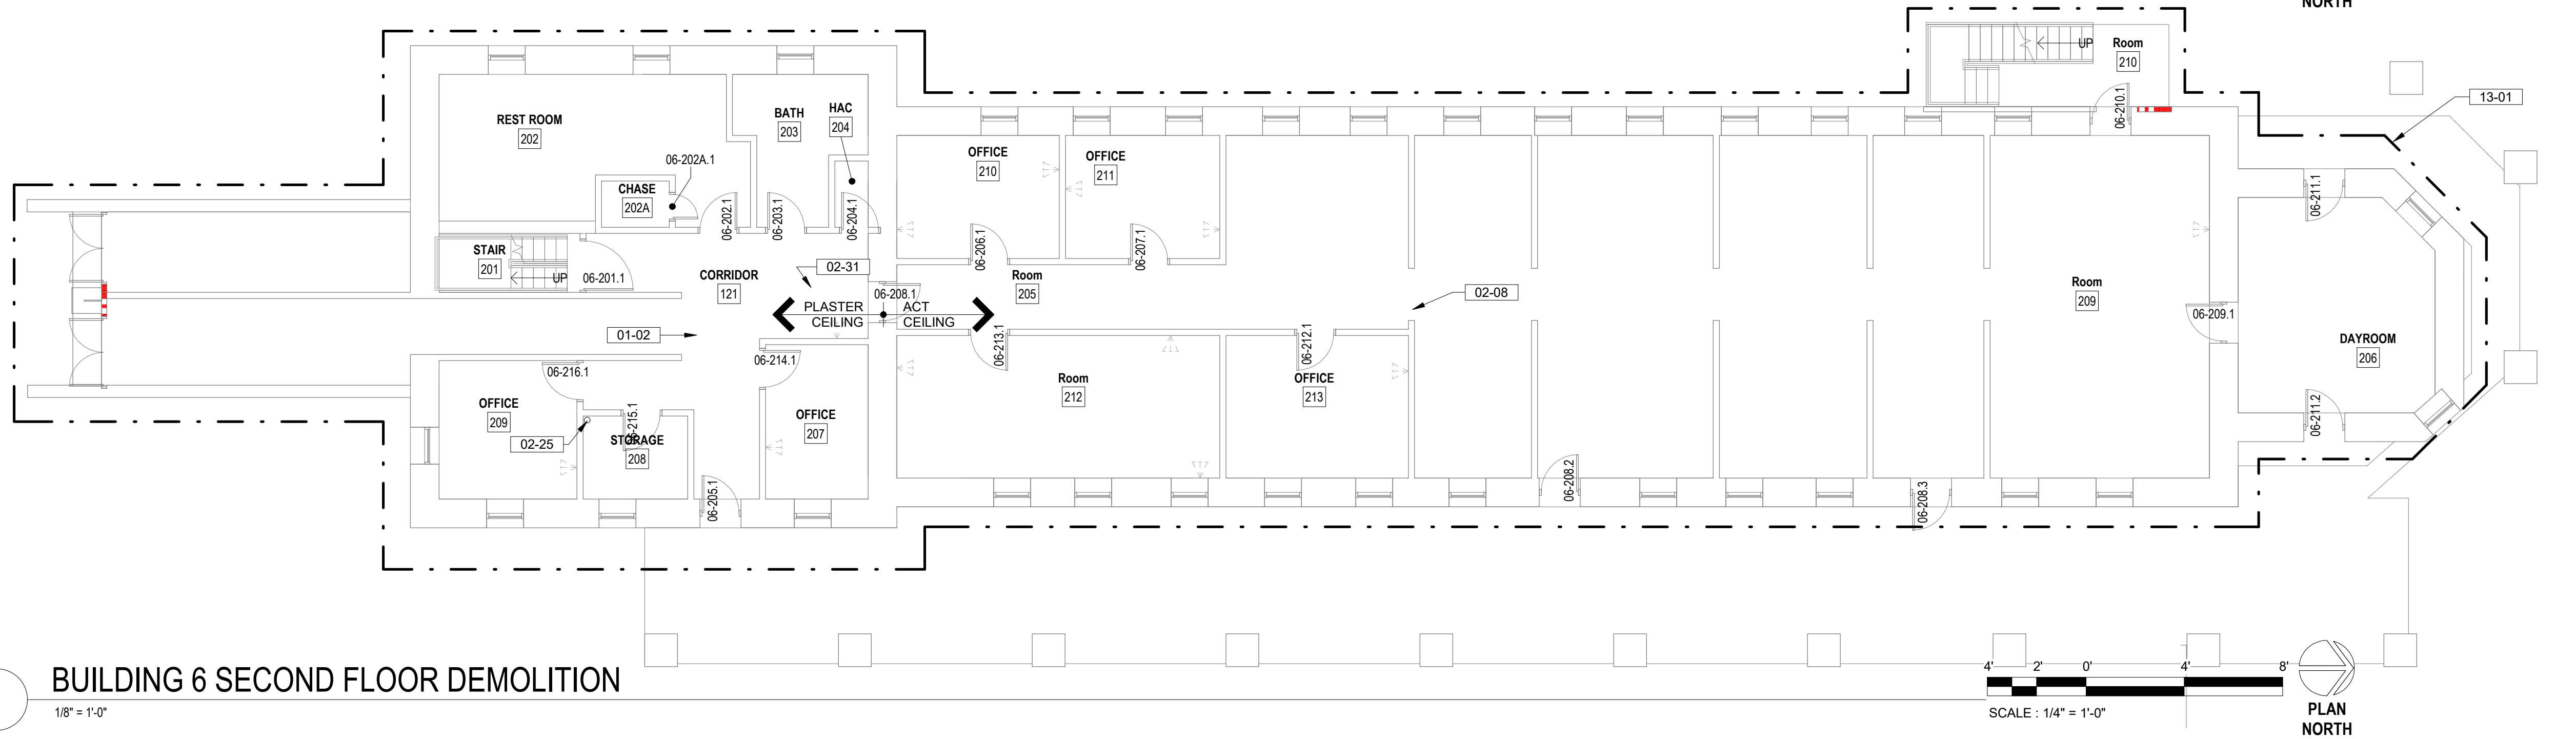 NORTH
UP
Room
210
13-01
REST ROOM
202
BATH
203
HAC
204
06-210.1
OFFICE
210
OFFICE
211
06-202A.1
CHASE
202A
06-202.1
06-203.1
06-204.1
06-211.1
STAIR
201
UP
06-201.1
CORRIDOR
121
02-31
06-206.1
06-207.1
Room
205
06-208.1
PLASTER
CEILING
ACT
CEILING
02-08
Room
209
06-209.1
01-02
06-213.1
06-212.1
DAYROOM
206
06-214.1
06-216.1
Room
212
OFFICE
213
OFFICE
209
02-25
06-215.1
STORAGE
208
OFFICE
207
06-205.1
06-208.2
06-208.3
06-211.2
BUILDING 6 SECOND FLOOR DEMOLITION
1/8" = 1'-0"
4' 2' 0' 4' 8'
SCALE : 1/4" = 1'-0"
PLAN
NORTH